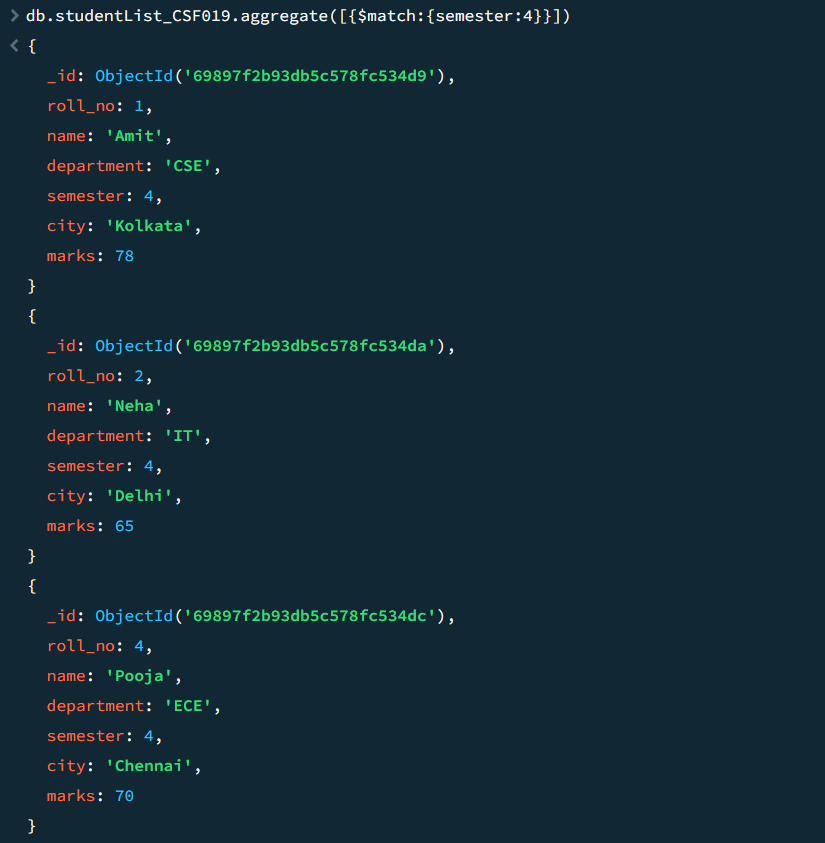 > db.studentList_CSF019.aggregate([{$match:{semester:4}}])
< {
_id: ObjectId('69897f2b93db5c578fc534d9'),
roll_no: 1,
name: 'Amit',
department: 'CSE',
semester: 4,
city: 'Kolkata',
marks: 78
}
{
_id: ObjectId('69897f2b93db5c578fc534da'),
roll_no: 2,
name: 'Neha',
department: 'IT',
semester: 4,
city: 'Delhi',
marks: 65
}
{
_id: ObjectId('69897f2b93db5c578fc534dc'),
roll_no: 4,
name: 'Pooja',
department: 'ECE',
semester: 4,
city: 'Chennai',
marks: 70
}